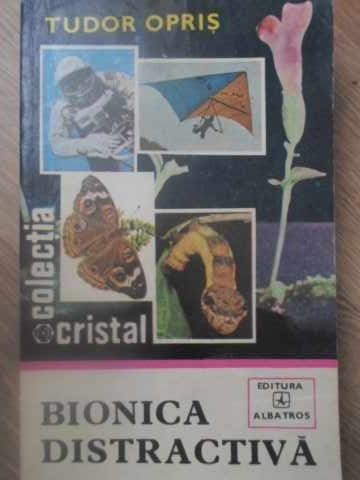 TUDOR OPRIȘ
colecția
cristal
EDITURA
ALBATROS
BIONICA
DISTRACTIVĂ